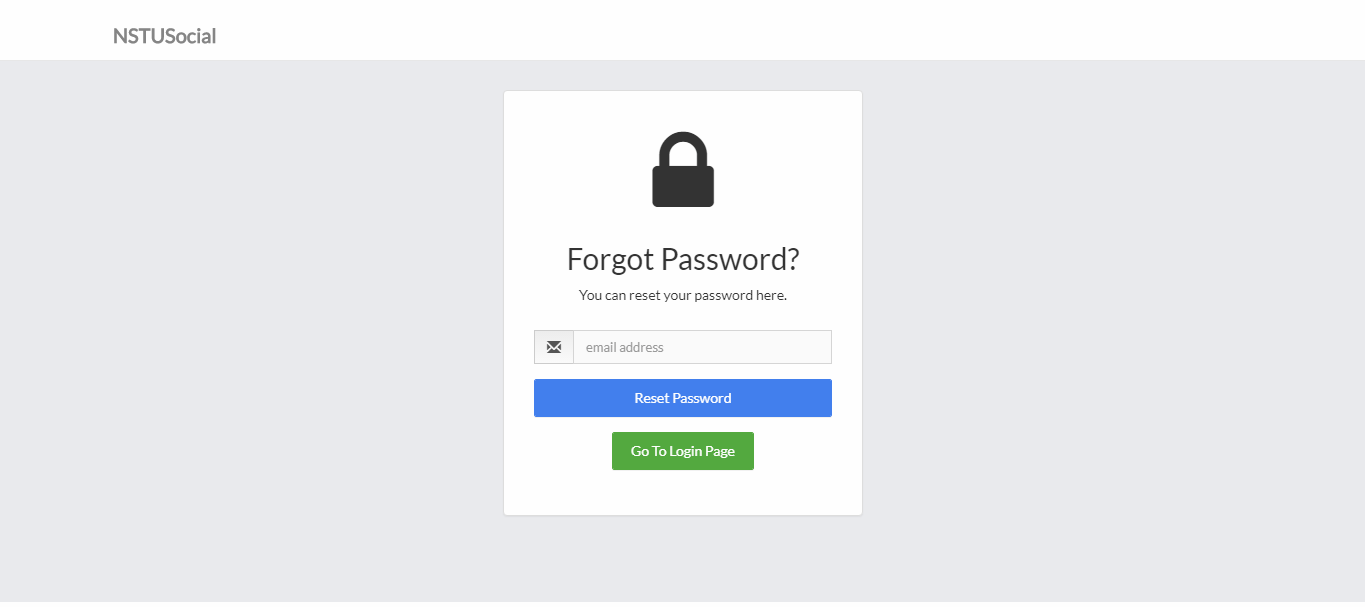 NSTUSocial
Forgot Password?
You can reset your password here.
email address
Reset Password
Go To Login Page